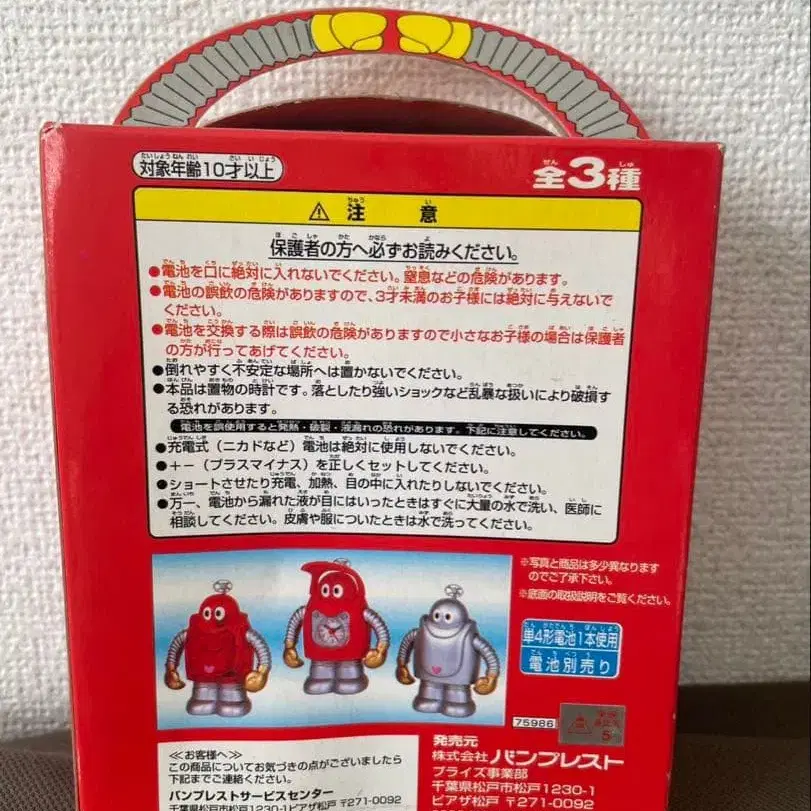 対象年齢10才以上
全3種
⚠ 注 意
保護者の方へ必ずお読みください。
●電池を口に絶対に入れないでください。窒息などの危険があります。
●電池の誤飲の危険がありますので、3才未満のお子様には絶対に与えないで
ください。
●電池を交換する際は誤飲の危険がありますので小さなお子様の場合は保護者
の方が行ってあげてください。
●倒れやすく不安定な場所へは置かないでください。
●本品は置物の時計です。落としたり強いショックなど乱暴な扱いにより破損す
る恐れがあります。
電池を誤使用すると発熱・破裂・液漏れの恐れがあります。下記に注意してください。
●充電式（ニカドなど）電池は絶対に使用しないでください。
●＋－（プラスマイナス）を正しくセットしてください。
●ショートさせたり充電、加熱、目の中に入れたりしないでください。
●万一、電池から漏れた液が目にはいったときはすぐに大量の水で洗い、医師に
相談してください。皮膚や服についたときは水で洗ってください。
※写真と商品は多少異なります
のでご了承下さい。
※底面の取扱説明をご覧ください。
単4形電池1本使用
電池別売り
75986
≪お客様へ≫
この商品についてお気づきの点がございましたら
下記までご連絡ください。
バンプレストサービスセンター
千葉県松戸市松戸1230-1ピアザ松戸 〒271-0092
発売元
株式会社バンプレスト
プライズ事業部
千葉県松戸市松戸1230-1
ピアザ松戸 〒271-0092